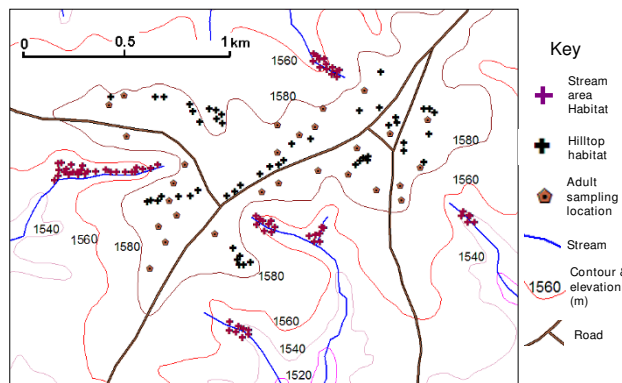 0 0.5 1 km
1560
1580
1580
1560
1540
1560
1580
1540
1580
1560
1540
1520
Key
Stream
area
Habitat
Hilltop
habitat
Adult
sampling
location
Stream
1560
Contour &
elevation
(m)
Road